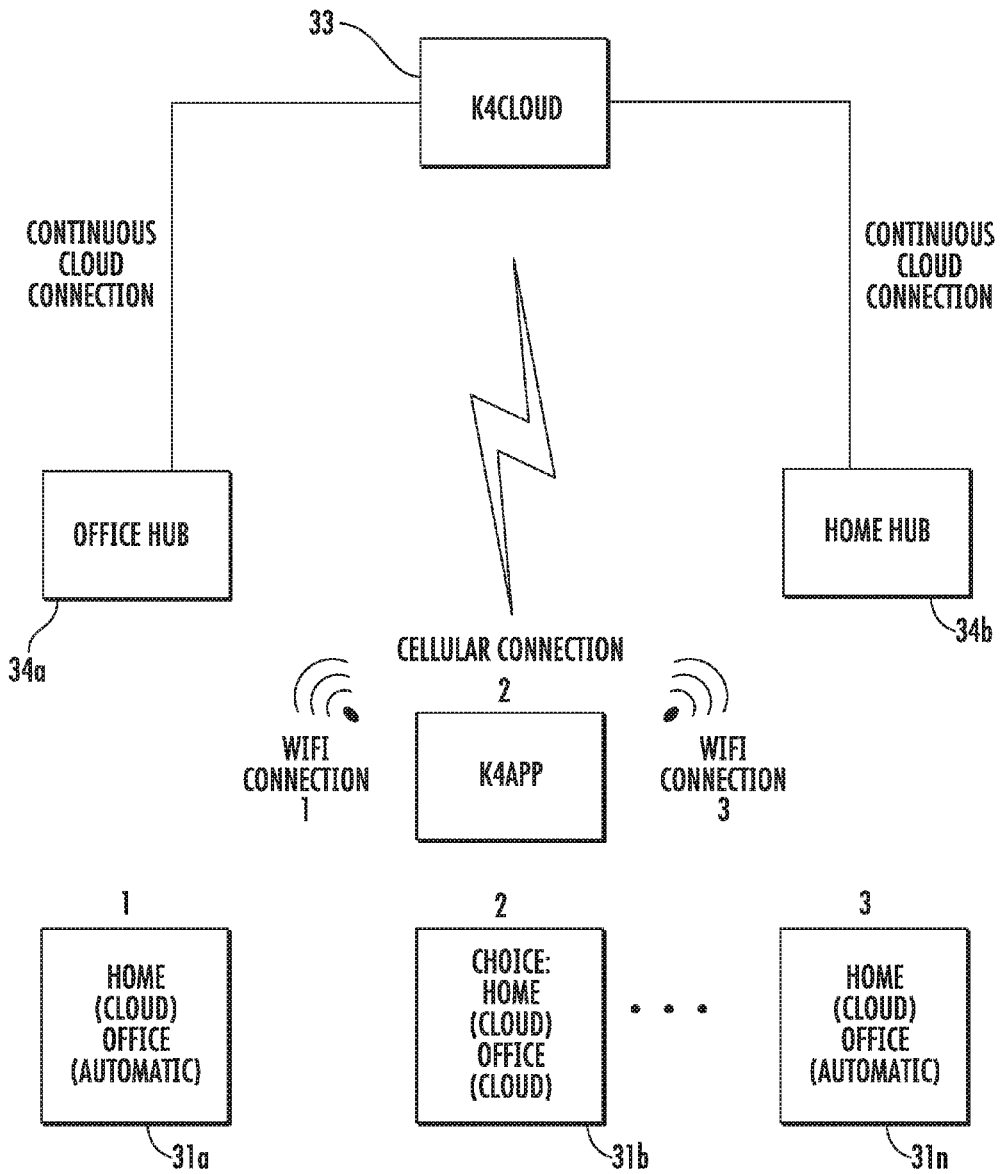 33
K4CLOUD
CONTINUOUS
CLOUD
CONNECTION
CONTINUOUS
CLOUD
CONNECTION
OFFICE HUB
HOME HUB
34a
34b
CELLULAR CONNECTION
2
WIFI
CONNECTION
1
K4APP
WIFI
CONNECTION
3
1
HOME
(CLOUD)
OFFICE
(AUTOMATIC)
31a
2
CHOICE:
HOME
(CLOUD)
OFFICE
(CLOUD)
31b
3
HOME
(CLOUD)
OFFICE
(AUTOMATIC)
31n